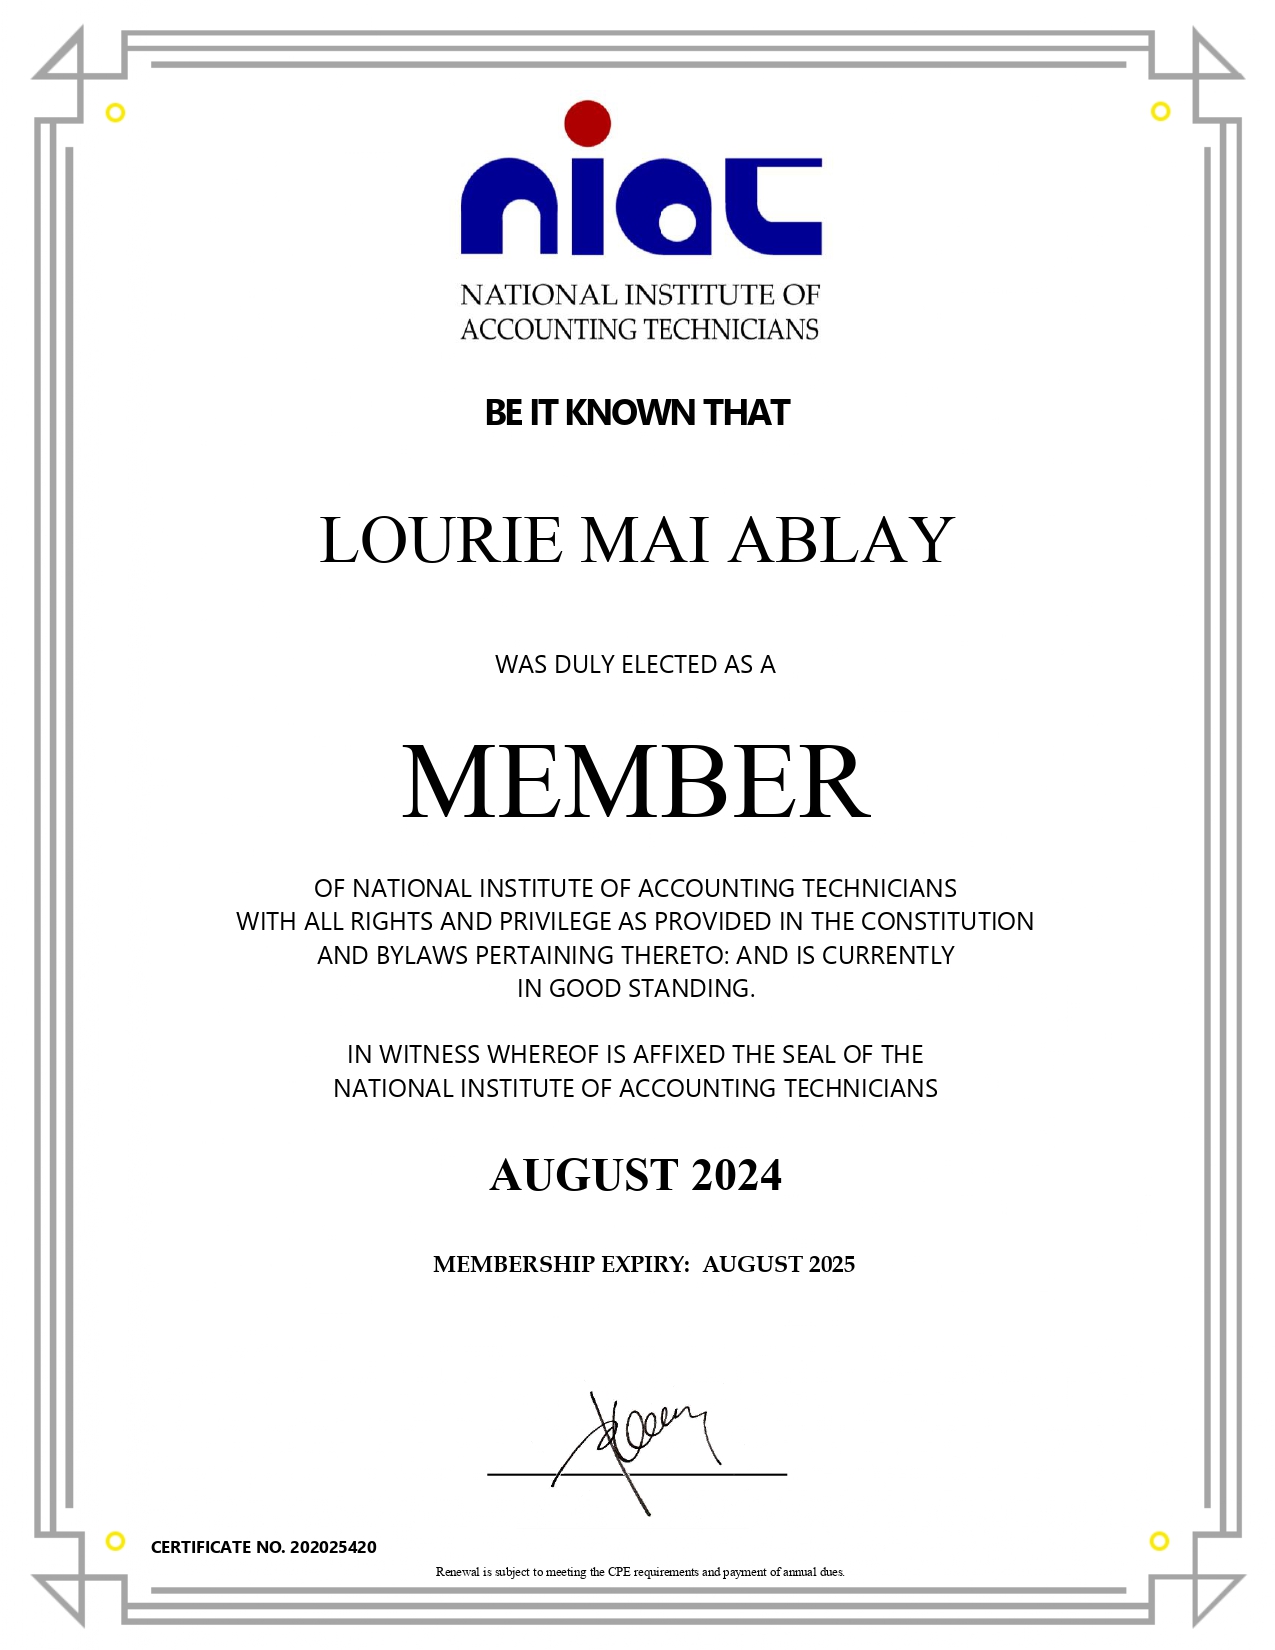 niat
NATIONAL INSTITUTE OF
ACCOUNTING TECHNICIANS
BE IT KNOWN THAT
LOURIE MAI ABLAY
WAS DULY ELECTED AS A
MEMBER
OF NATIONAL INSTITUTE OF ACCOUNTING TECHNICIANS
WITH ALL RIGHTS AND PRIVILEGE AS PROVIDED IN THE CONSTITUTION
AND BYLAWS PERTAINING THERETO: AND IS CURRENTLY
IN GOOD STANDING.
IN WITNESS WHEREOF IS AFFIXED THE SEAL OF THE
NATIONAL INSTITUTE OF ACCOUNTING TECHNICIANS
AUGUST 2024
MEMBERSHIP EXPIRY: AUGUST 2025
CERTIFICATE NO. 202025420
Renewal is subject to meeting the CPE requirements and payment of annual dues.